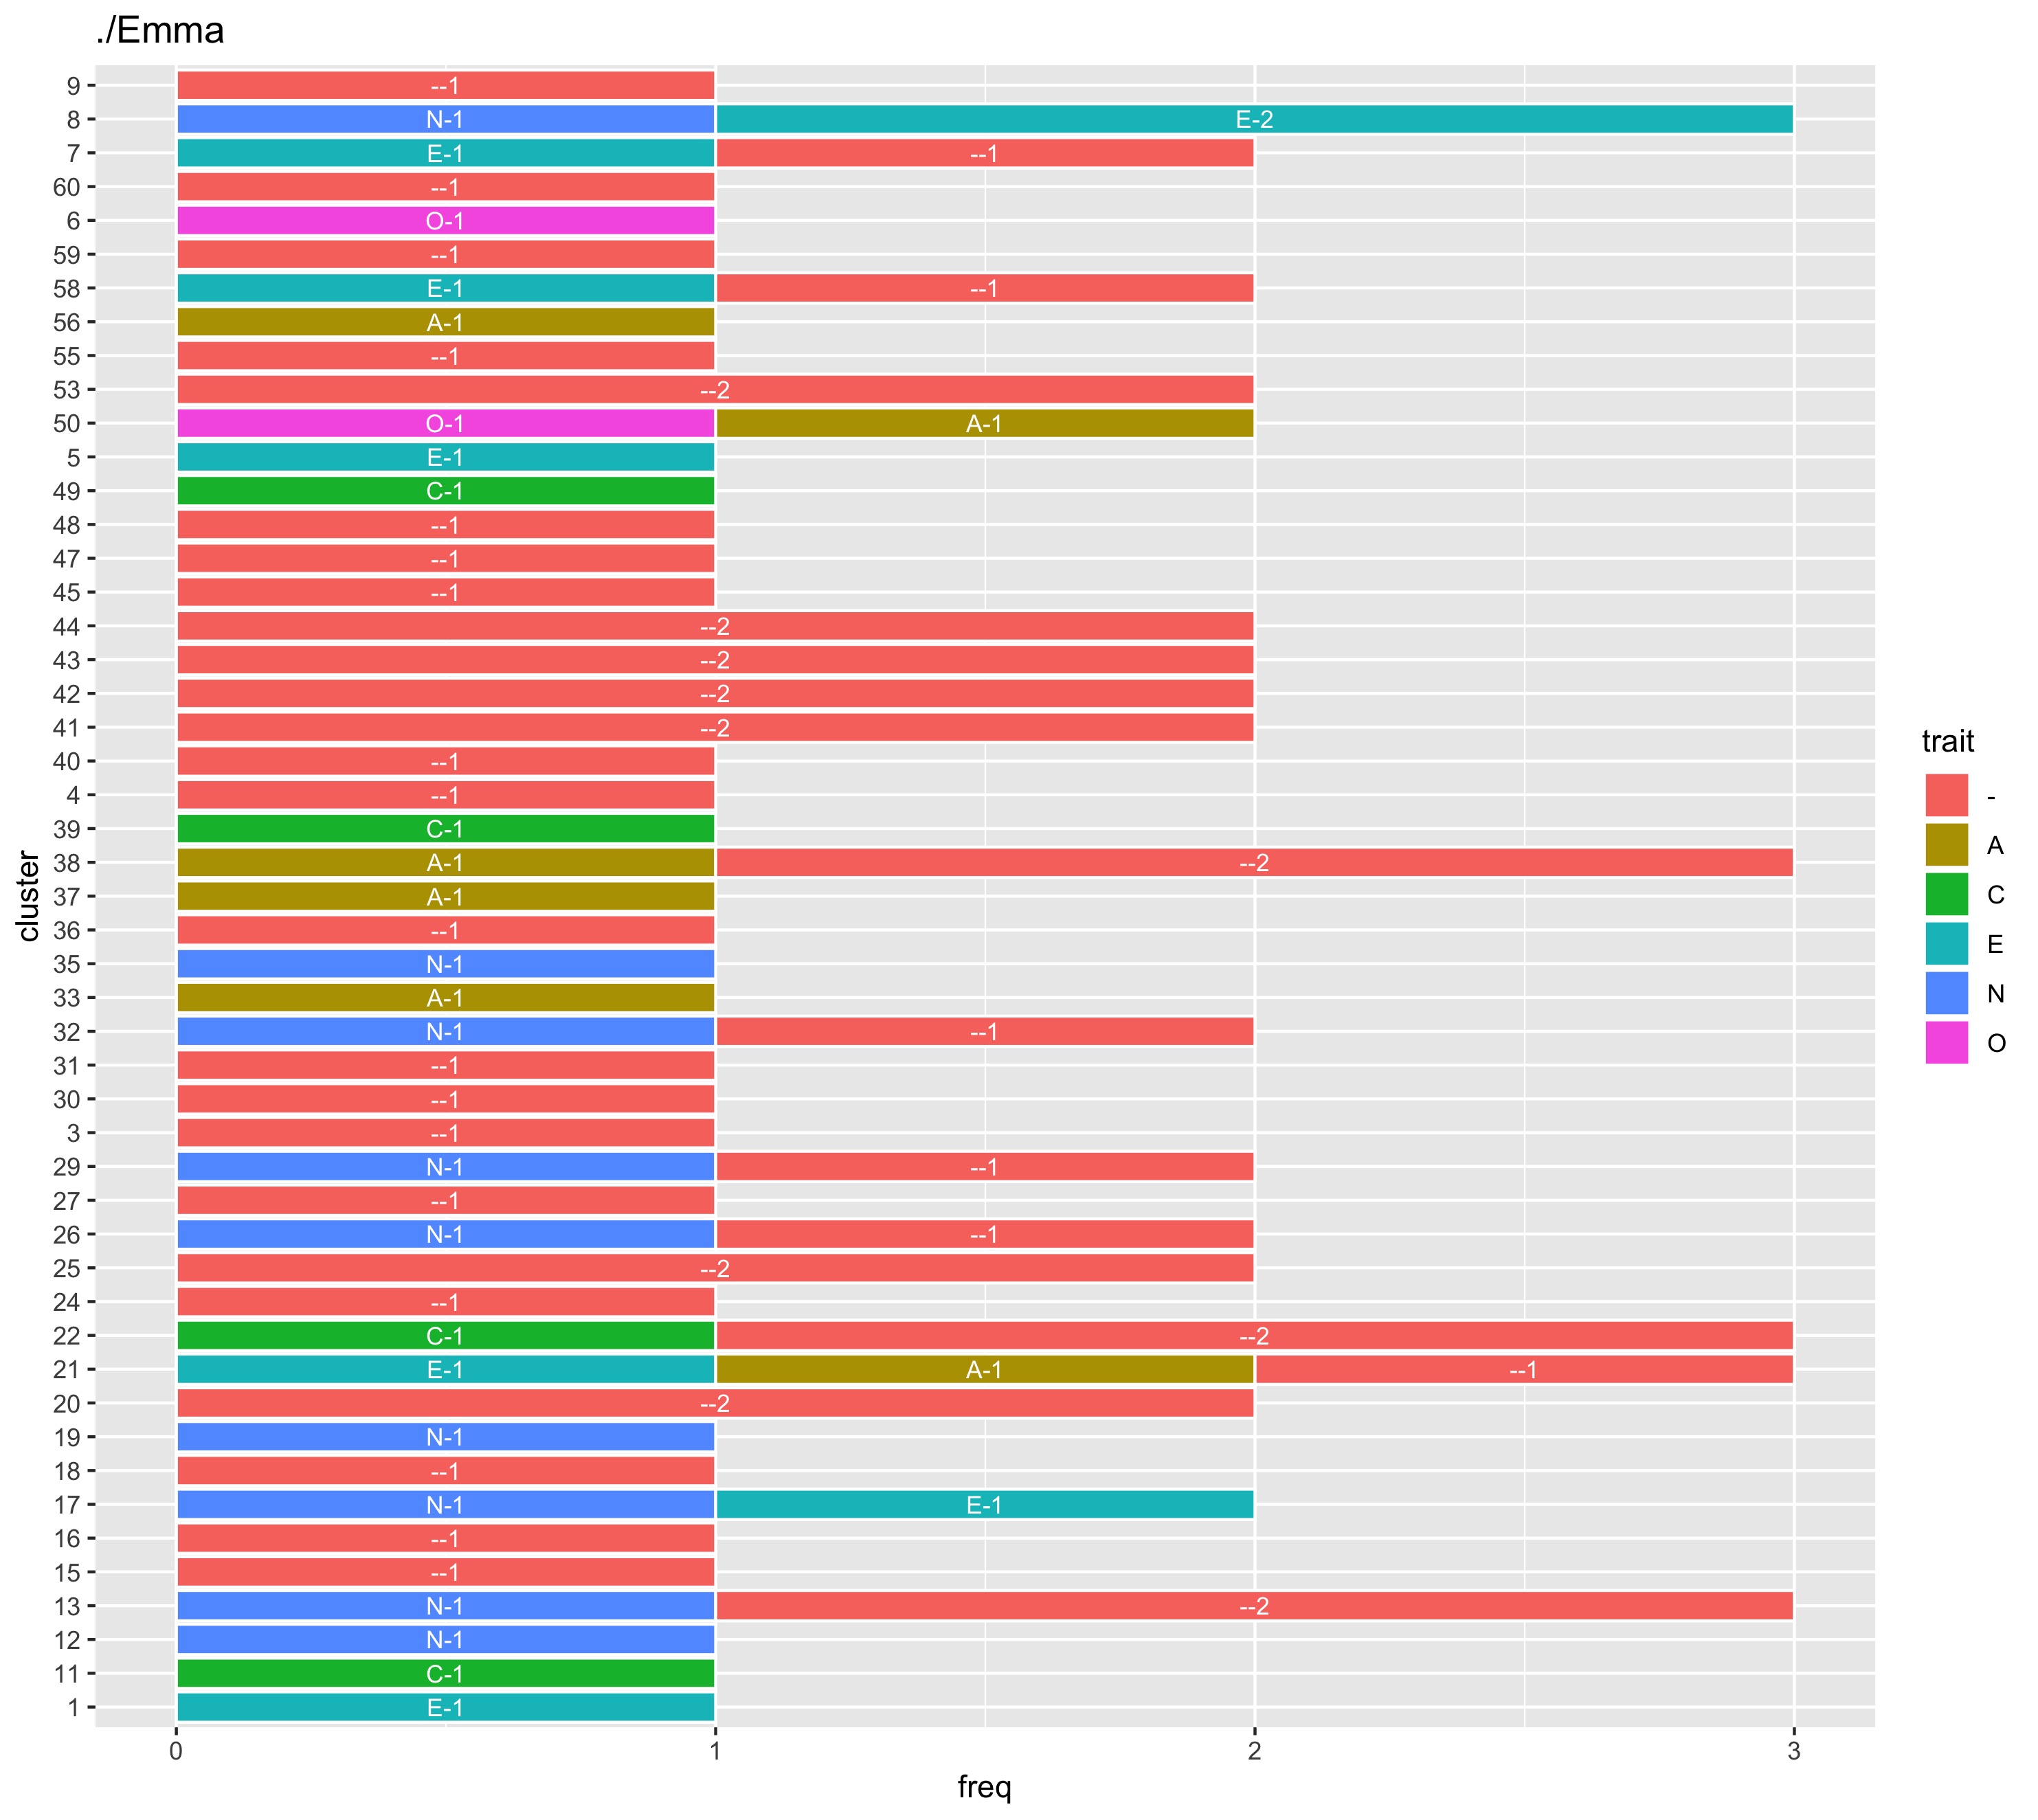 ./Emma
9 --1
8 N-1 E-2
7 E-1 --1
60 --1
6 O-1
59 --1
58 E-1 --1
56 A-1
55 --1
53 --2
50 O-1 A-1
5 E-1
49 C-1
48 --1
47 --1
45 --1
44 --2
43 --2
42 --2
41 --2
40 --1
4 --1
39 C-1
38 A-1 --2
37 A-1
36 --1
35 N-1
33 A-1
32 N-1 --1
31 --1
30 --1
3 --1
29 N-1 --1
27 --1
26 N-1 --1
25 --2
24 --1
22 C-1 --2
21 E-1 A-1 --1
20 --2
19 N-1
18 --1
17 N-1 E-1
16 --1
15 --1
13 N-1 --2
12 N-1
11 C-1
1 E-1
0 1 2 3
freq
cluster
trait
-
A
C
E
N
O